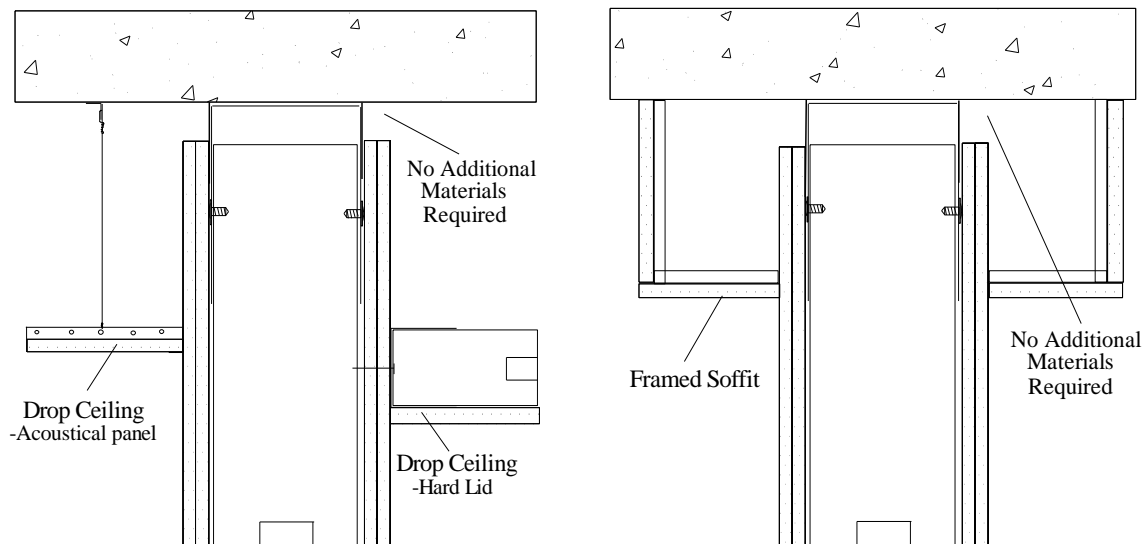 No Additional
Materials
Required
Drop Ceiling
-Acoustical panel
Drop Ceiling
-Hard Lid
Framed Soffit
No Additional
Materials
Required